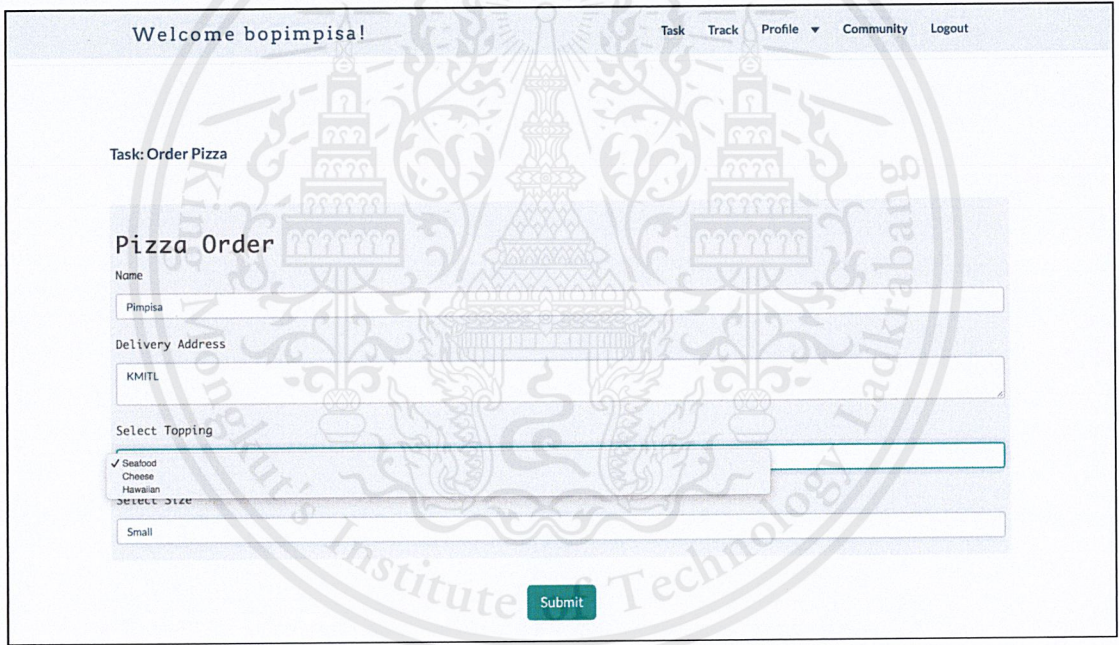 Welcome bopimpisa!
Task Track Profile ▼ Community Logout
Task: Order Pizza
Pizza Order
Name
Pimpisa
Delivery Address
KMITL
Select Topping
✓ Seafood
Cheese
Hawaiian
Select Size
Small
Submit
King Mongkut's Institute of Technology Ladkrabang